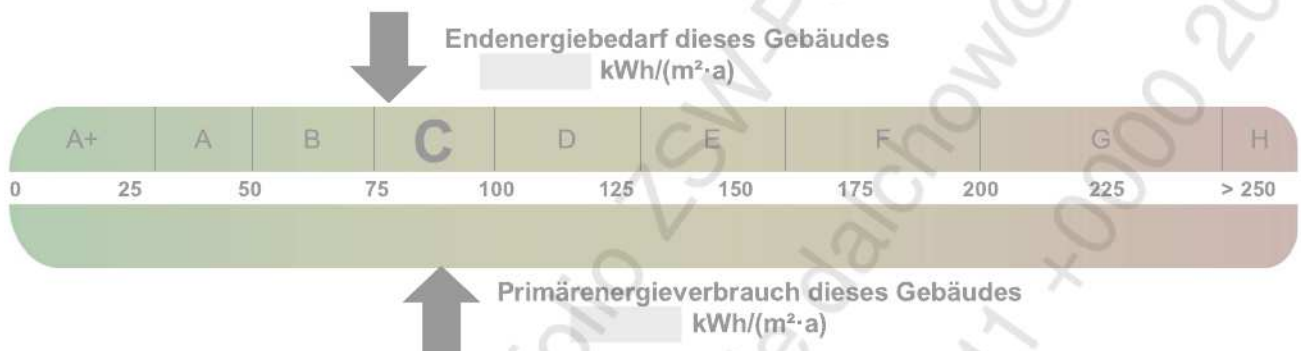 Endenergiebedarf dieses Gebäudes
kWh/(m²·a)
A+ A B C D E F G H
0 25 50 75 100 125 150 175 200 225 > 250
Primärenergieverbrauch dieses Gebäudes
kWh/(m²·a)